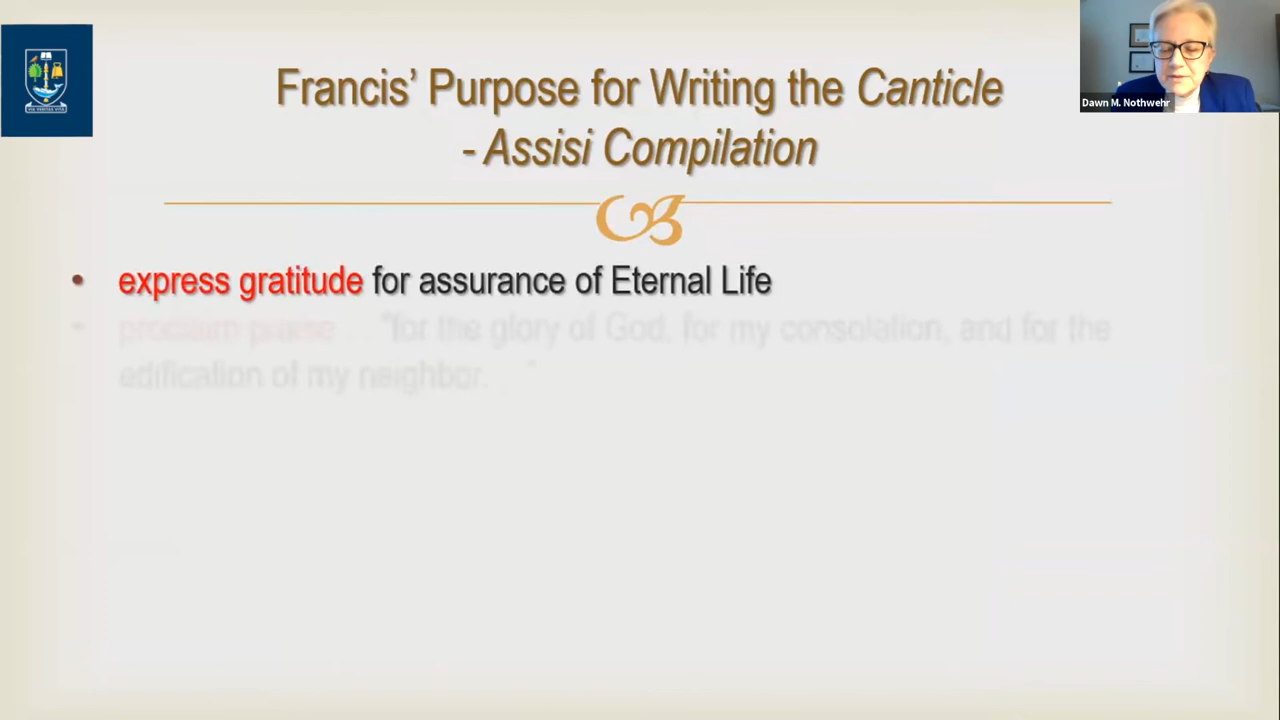 Francis’ Purpose for Writing the Canticle
- Assisi Compilation
Dawn M. Nothwehr
• express gratitude for assurance of Eternal Life
• proclaim praise . . "for the glory of God, for my consolation, and for the
edification of my neighbor. . ."